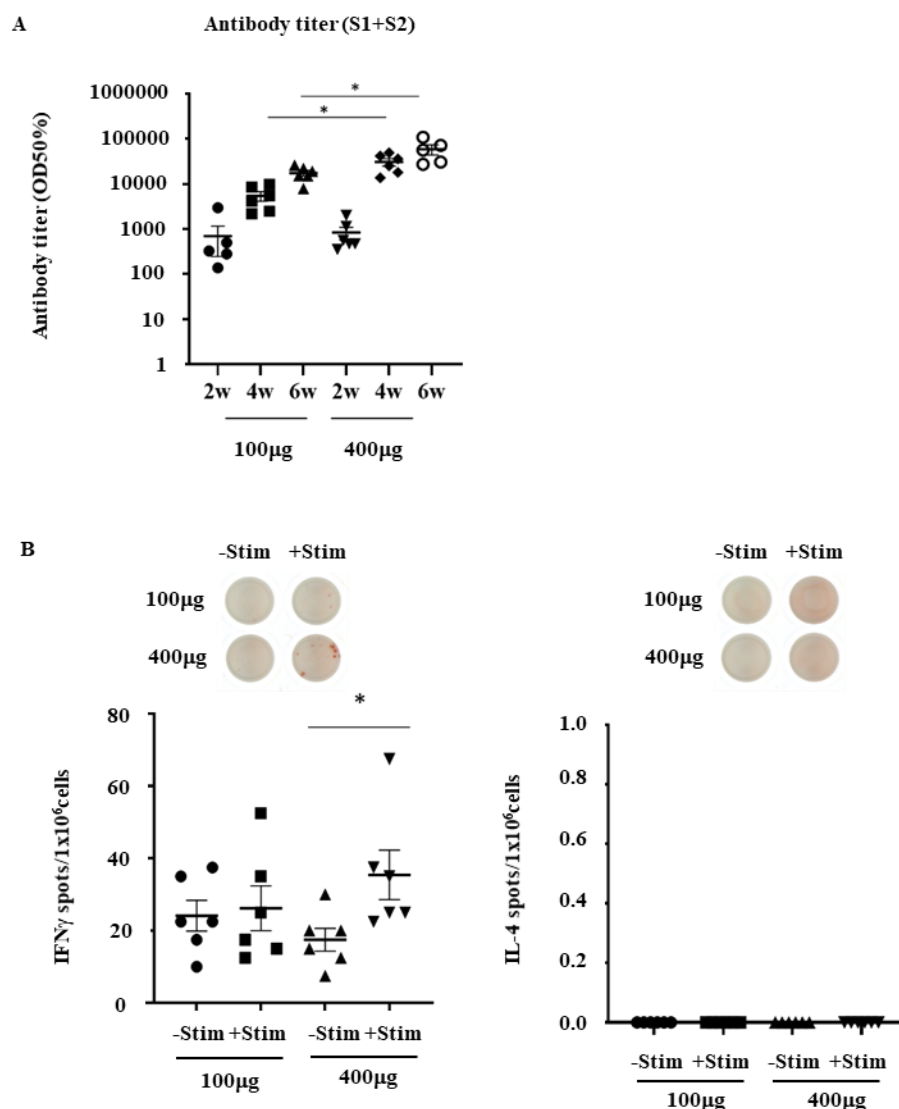 A
Antibody titer (S1+S2)
Antibody titer (OD50%)
1000000
100000
10000
1000
100
10
1
*
*
2w 4w 6w 2w 4w 6w
100µg 400µg
B
-Stim +Stim
100µg
400µg
*
IFNγ spots/1x10⁶cells
80
60
40
20
0
-Stim +Stim -Stim +Stim
100µg 400µg
-Stim +Stim
100µg
400µg
IL-4 spots/1x10⁶cells
1.0
0.8
0.6
0.4
0.2
0.0
-Stim +Stim -Stim +Stim
100µg 400µg